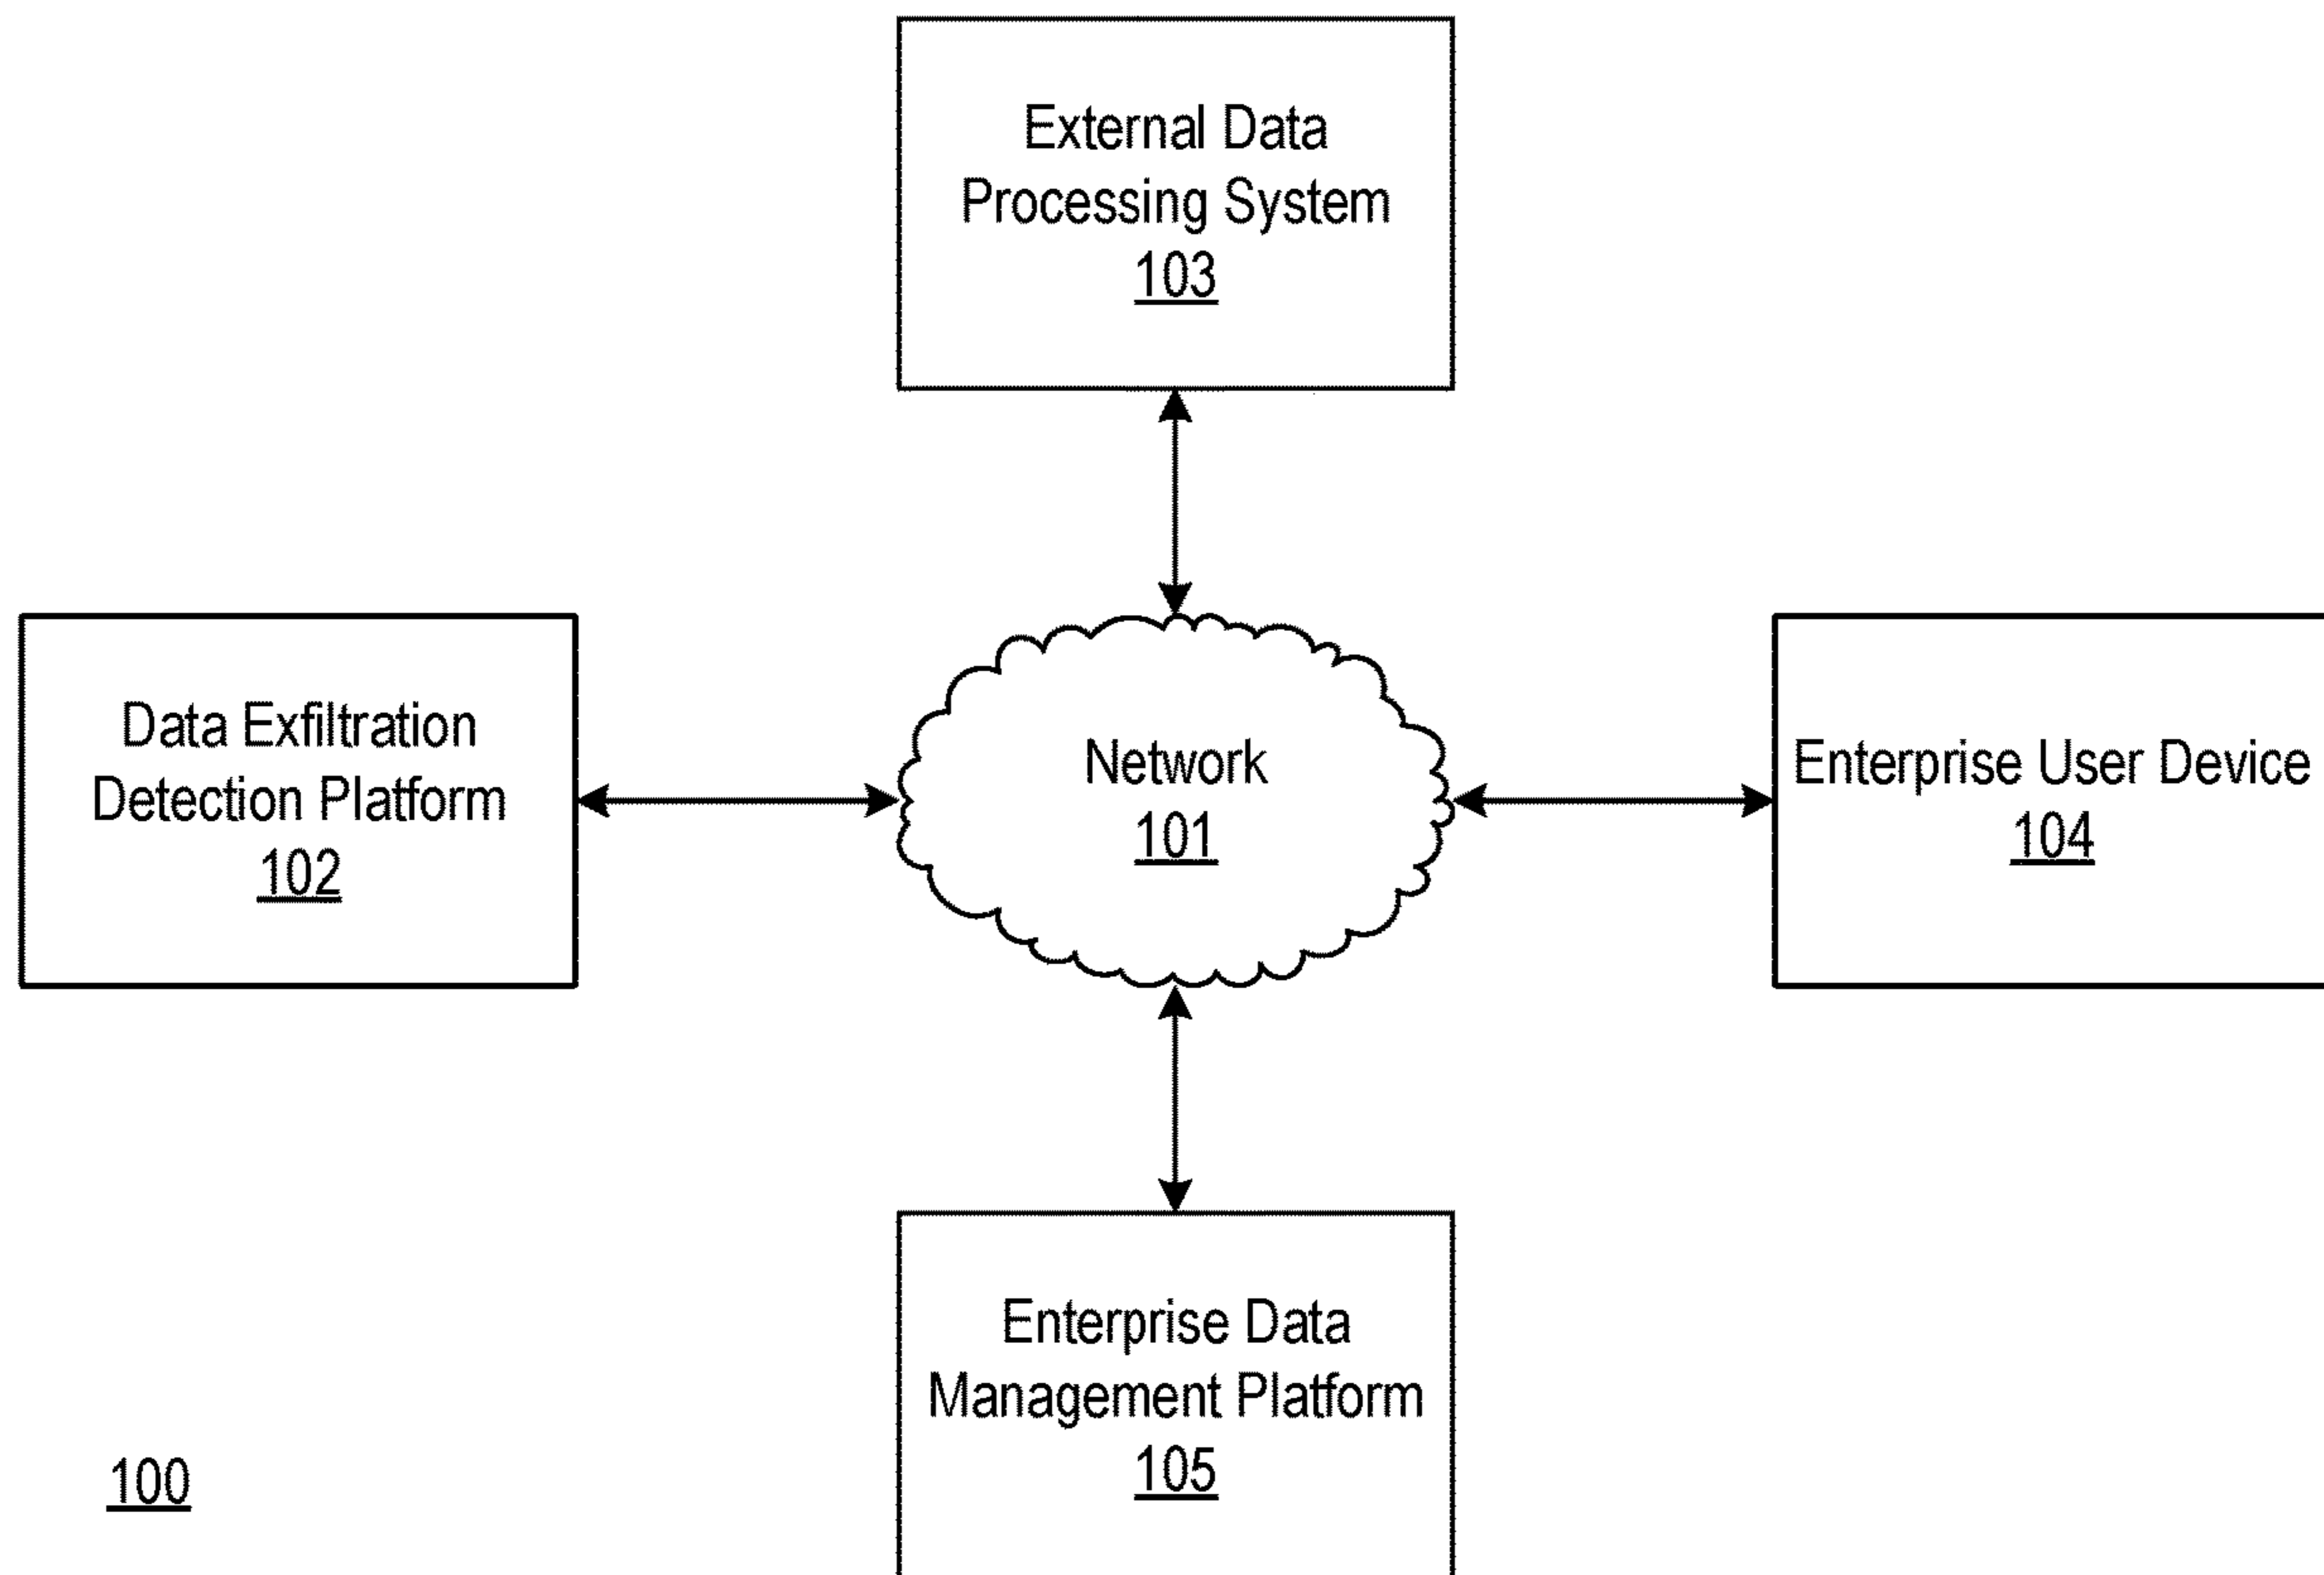 External Data
Processing System
103
Data Exfiltration
Detection Platform
102
Network
101
Enterprise User Device
104
Enterprise Data
Management Platform
105
100